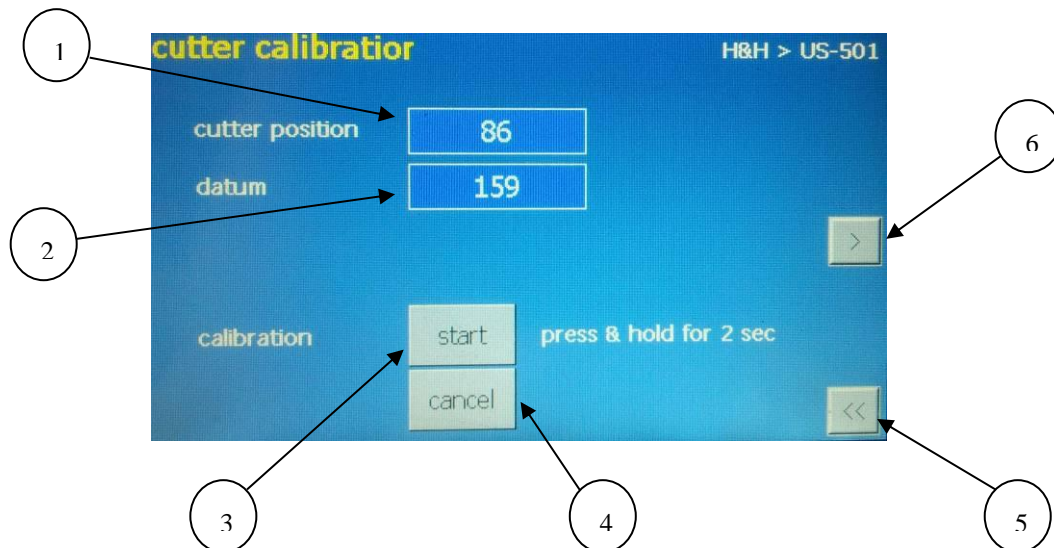 1
cutter calibratior
H&H > US-501
cutter position
86
6
datum
159
2
>
calibration
start
press & hold for 2 sec
cancel
<<
3
4
5